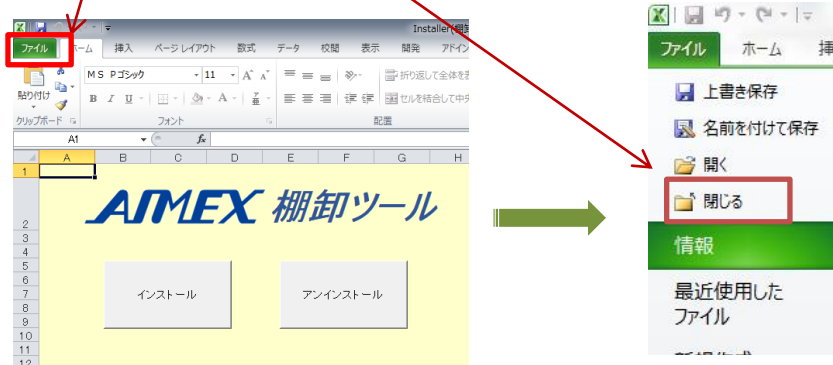 Installer(棚卸
ファイル ホーム 挿入 ページ レイアウト 数式 データ 校閲 表示 開発 アドイン
貼り付け
MS Pゴシック 11 A A
B I U A
折り返して全体を
セルを結合して中央
クリップボード フォント 配置
A1 fx
A B C D E F G H
1
AIMEX 棚卸ツール
2
3
4
5
6
インストール アンインストール
7
8
9
10
11
12
ファイル ホーム 挿
上書き保存
名前を付けて保存
開く
閉じる
情報
最近使用した
ファイル